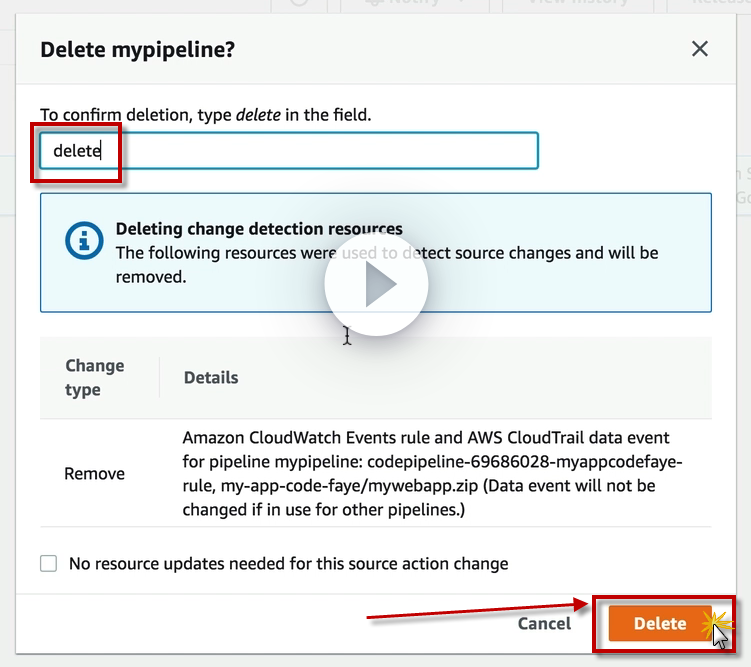 Notify
View history
Release
Delete mypipeline?
To confirm deletion, type delete in the field.
delete
Deleting change detection resources
The following resources were used to detect source changes and will be
removed.
Change
type
Details
Remove
Amazon CloudWatch Events rule and AWS CloudTrail data event
for pipeline mypipeline: codepipeline-69686028-myappcodefaye-
rule, my-app-code-faye/mywebapp.zip (Data event will not be
changed if in use for other pipelines.)
No resource updates needed for this source action change
Cancel
Delete